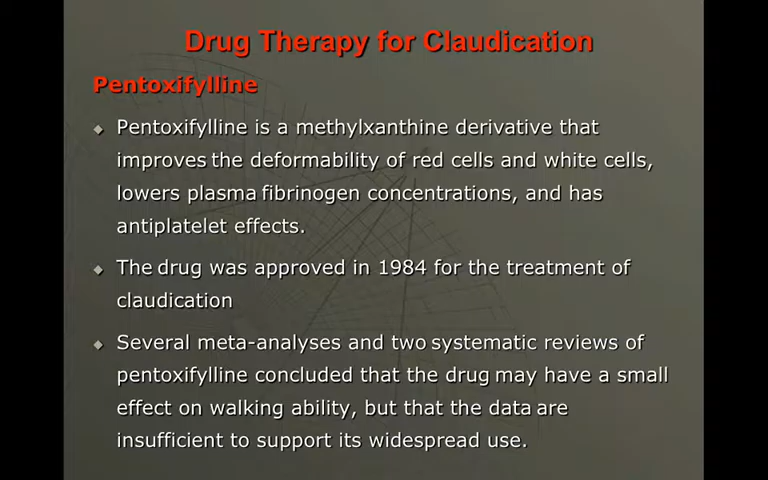 Drug Therapy for Claudication
Pentoxifylline
Pentoxifylline is a methylxanthine derivative that
improves the deformability of red cells and white cells,
lowers plasma fibrinogen concentrations, and has
antiplatelet effects.
The drug was approved in 1984 for the treatment of
claudication
Several meta-analyses and two systematic reviews of
pentoxifylline concluded that the drug may have a small
effect on walking ability, but that the data are
insufficient to support its widespread use.